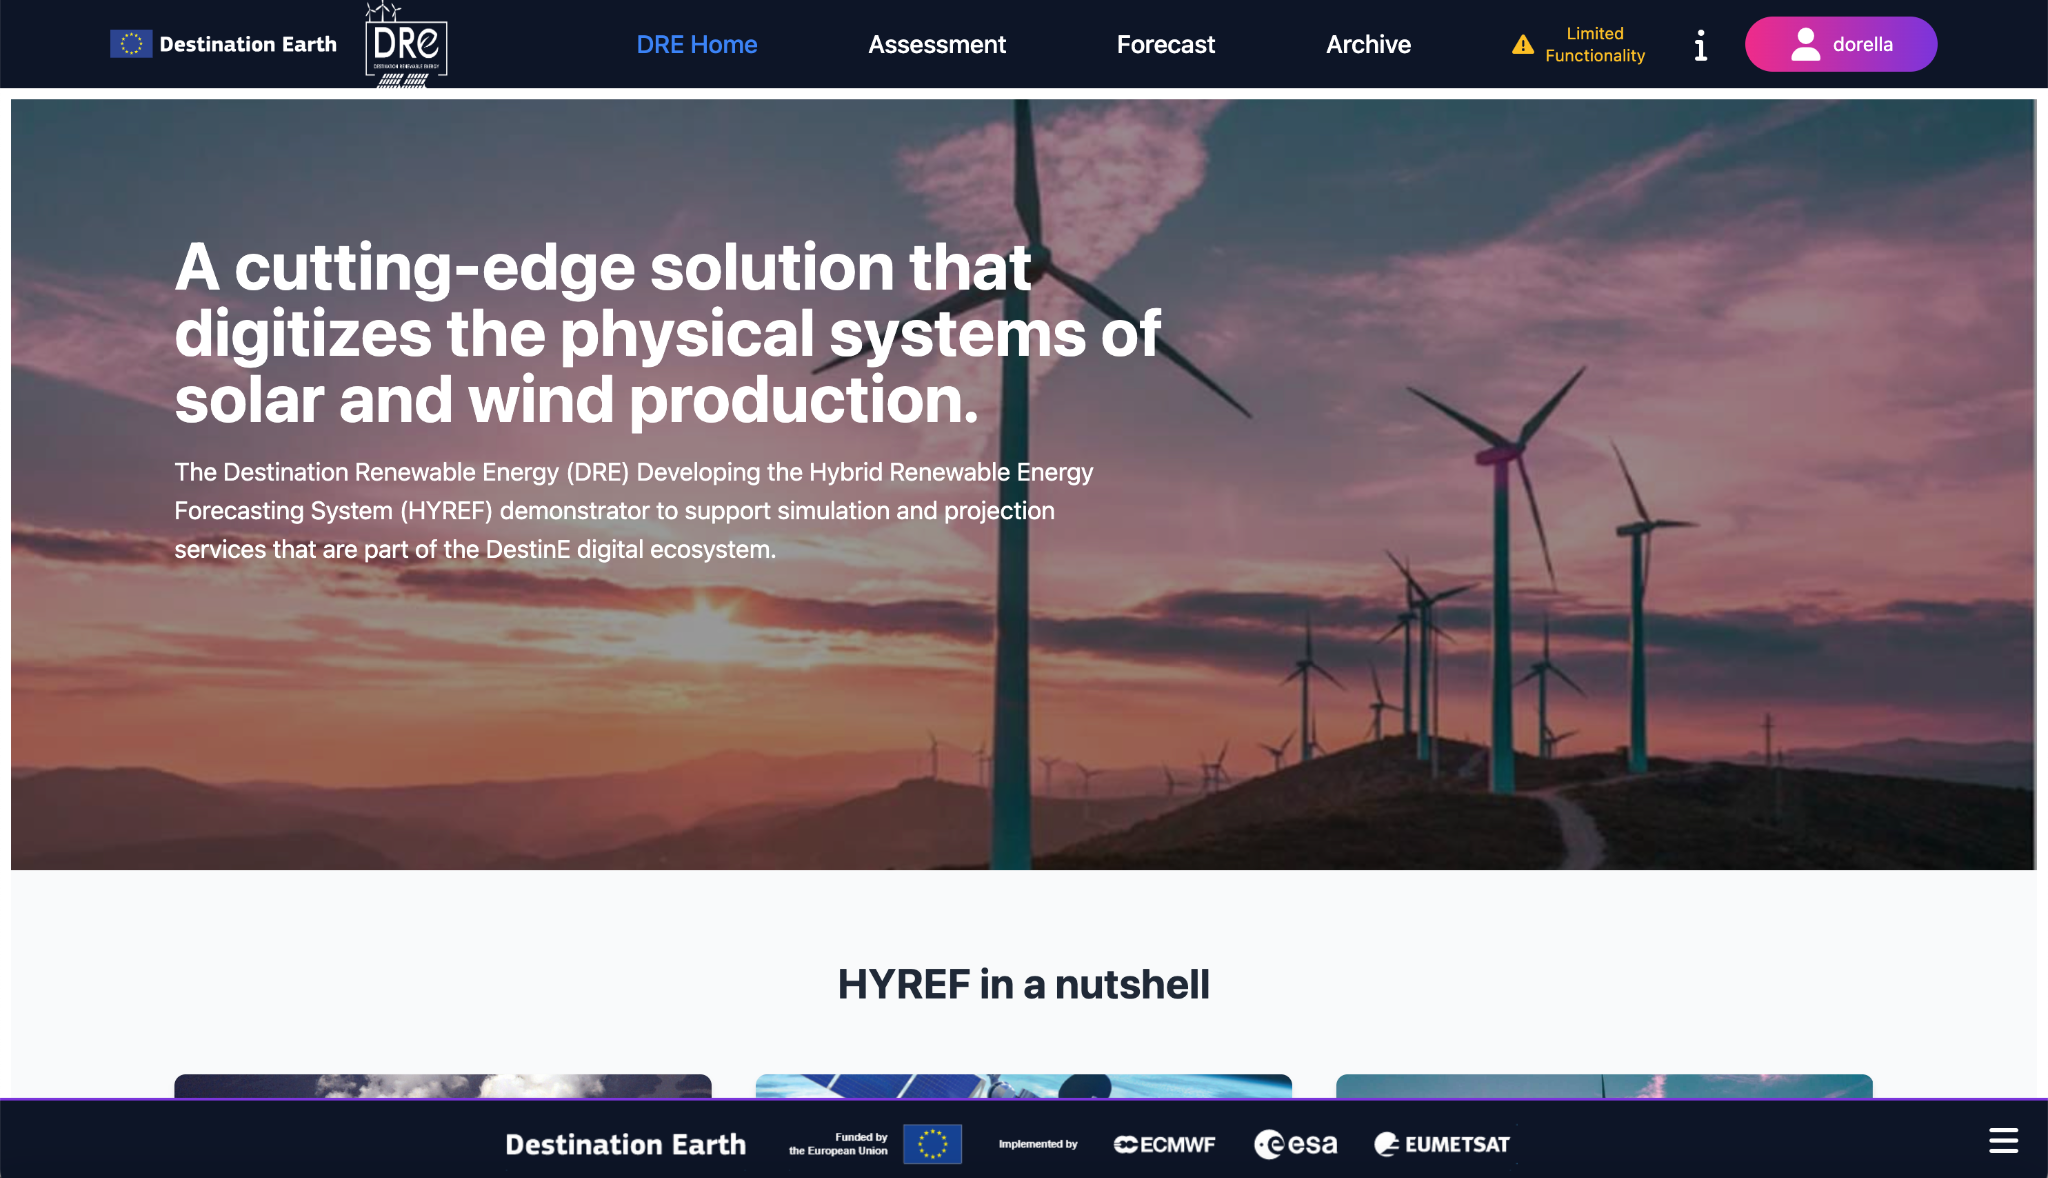 Destination Earth
DRe
DESTINATION RENEWABLE ENERGY
DRE Home
Assessment
Forecast
Archive
Limited
Functionality
dorella
A cutting-edge solution that
digitizes the physical systems of
solar and wind production.
The Destination Renewable Energy (DRE) Developing the Hybrid Renewable Energy
Forecasting System (HYREF) demonstrator to support simulation and projection
services that are part of the DestinE digital ecosystem.
HYREF in a nutshell
Destination Earth
Funded by
the European Union
Implemented by
ECMWF
esa
EUMETSAT